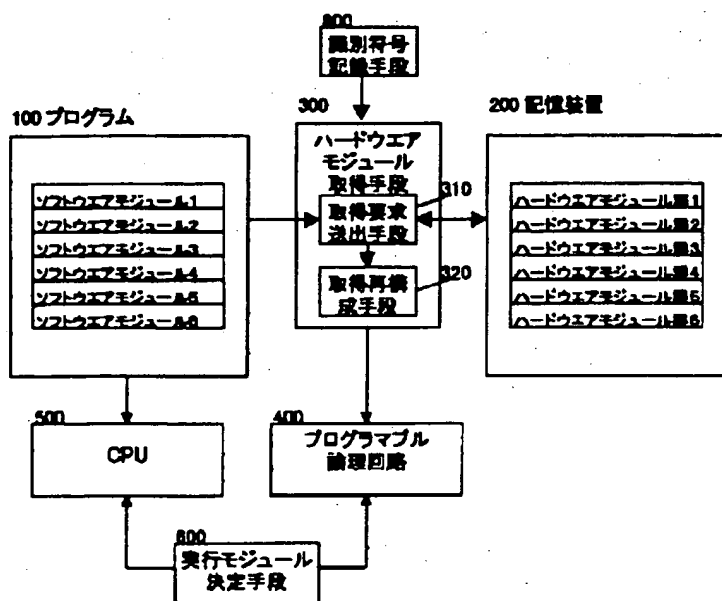 800
識別符号
記録手段
100 プログラム
300
200 記憶装置
ハードウエア
モジュール
取得手段
310
取得要求
送出手段
320
取得再構
成手段
ソフトウエアモジュール1
ソフトウエアモジュール2
ソフトウエアモジュール3
ソフトウエアモジュール4
ソフトウエアモジュール5
ソフトウエアモジュール6
ハードウエアモジュール群1
ハードウエアモジュール群2
ハードウエアモジュール群3
ハードウエアモジュール群4
ハードウエアモジュール群5
ハードウエアモジュール群6
500
CPU
400
プログラマブル
論理回路
600
実行モジュール
決定手段